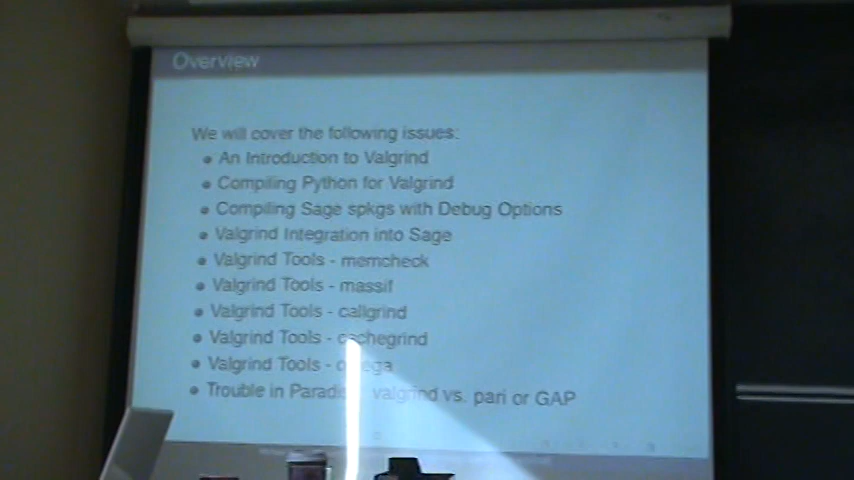 Overview
We will cover the following issues:
An Introduction to Valgrind
Compiling Python for Valgrind
Compiling Sage spkgs with Debug Options
Valgrind Integration into Sage
Valgrind Tools - memcheck
Valgrind Tools - massif
Valgrind Tools - callgrind
Valgrind Tools - cachegrind
Valgrind Tools - omega
Trouble in Paradise valgrind vs. pari or GAP